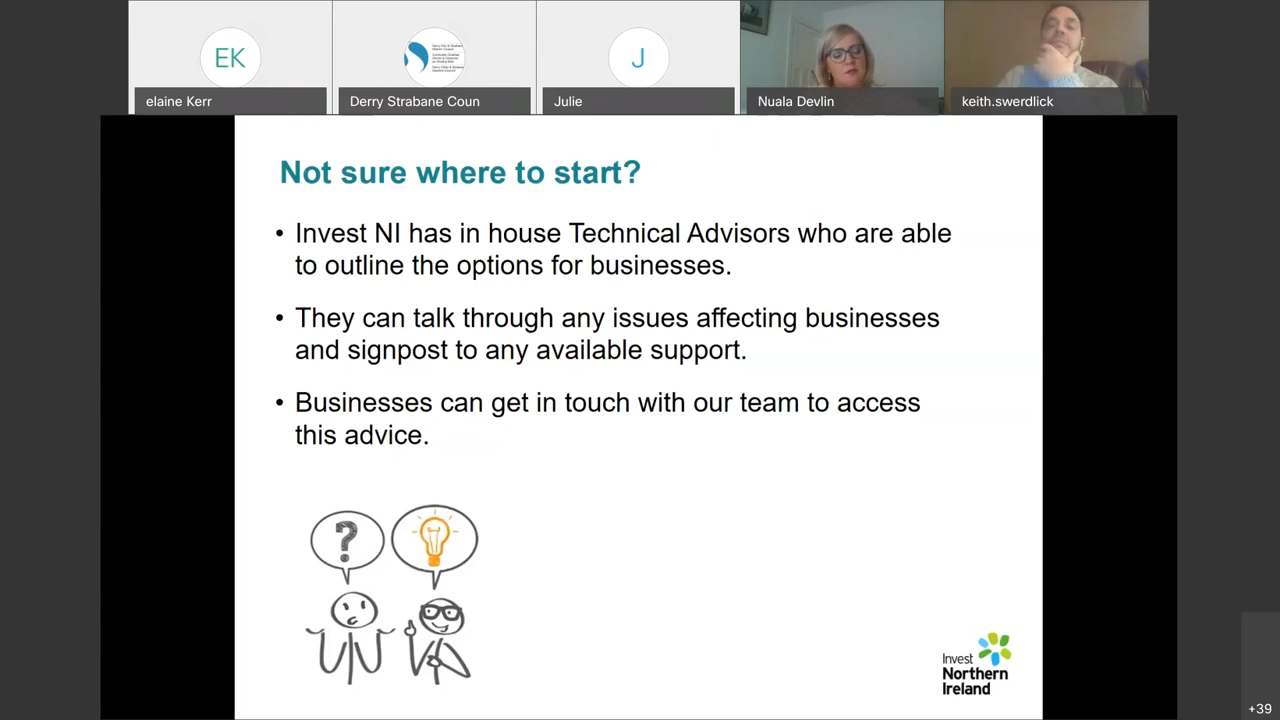 EK
J
elaine Kerr
Derry Strabane Coun
Julie
Nuala Devlin
keith.swerdlick
Not sure where to start?
• Invest NI has in house Technical Advisors who are able
to outline the options for businesses.
• They can talk through any issues affecting businesses
and signpost to any available support.
• Businesses can get in touch with our team to access
this advice.
?
Invest
Northern
Ireland
+39